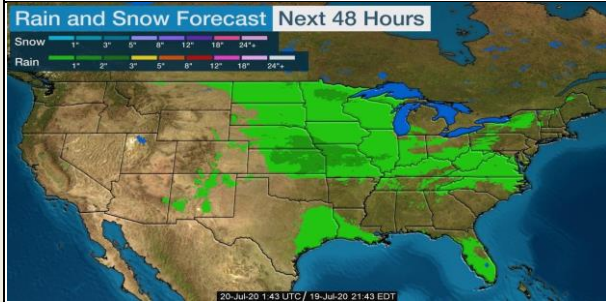 Rain and Snow Forecast Next 48 Hours
Snow
1" 3" 5" 8" 12" 18" 24"+
Rain
1" 2" 3" 5" 8" 12" 18" 24"+
20-Jul-20 1:43 UTC / 19-Jul-20 21:43 EDT